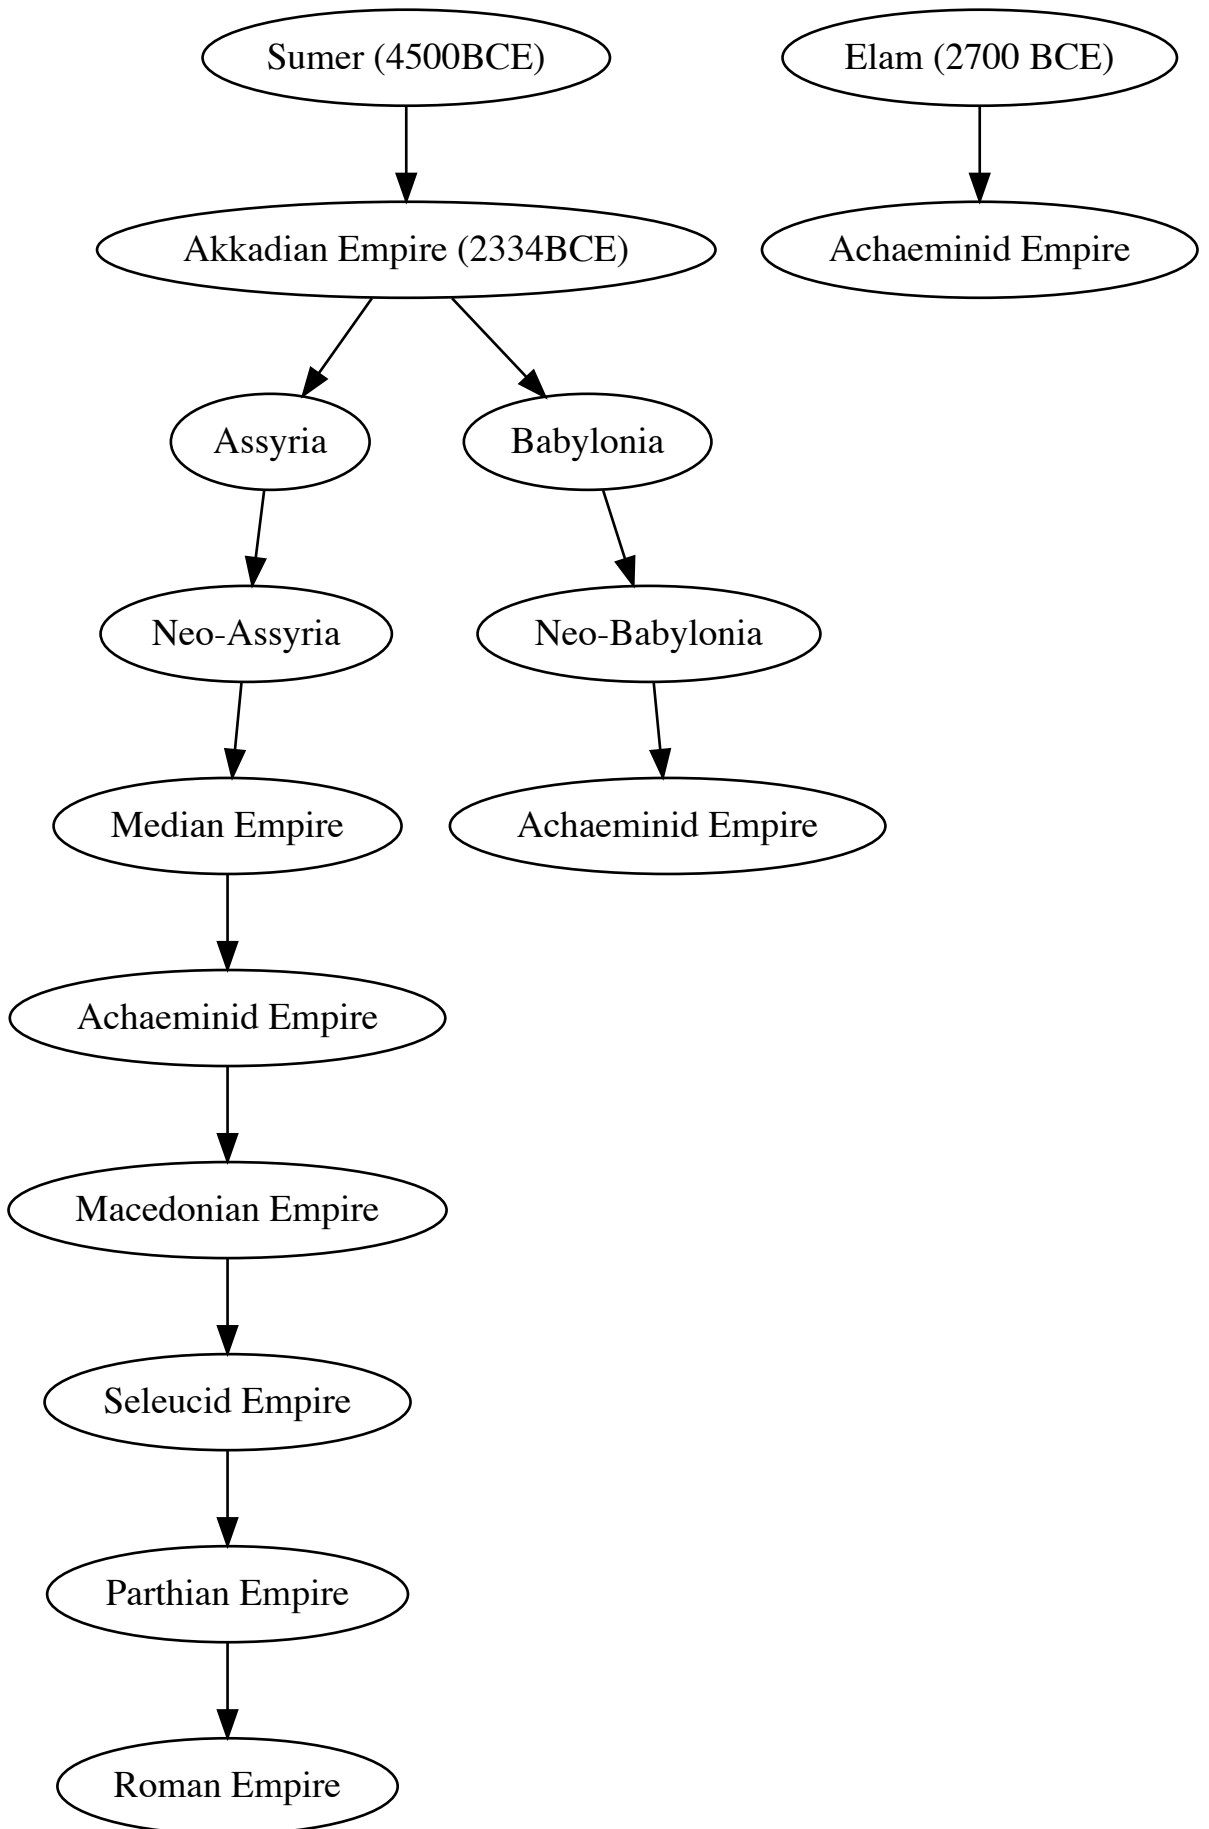 Sumer (4500BCE)
Elam (2700 BCE)
Akkadian Empire (2334BCE)
Achaeminid Empire
Assyria
Babylonia
Neo-Assyria
Neo-Babylonia
Median Empire
Achaeminid Empire
Achaeminid Empire
Macedonian Empire
Seleucid Empire
Parthian Empire
Roman Empire